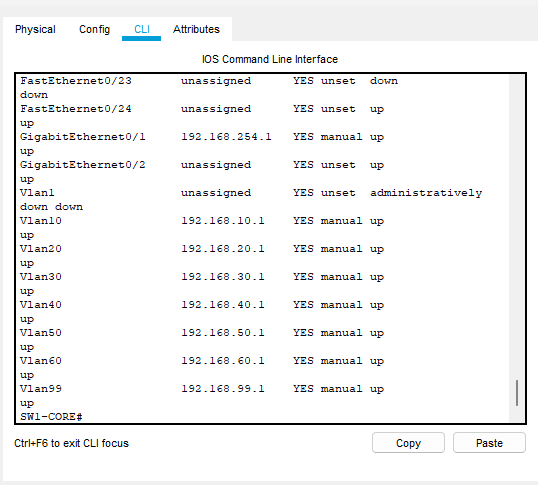 Physical Config CLI Attributes
IOS Command Line Interface
FastEthernet0/23 unassigned YES unset down
down
FastEthernet0/24 unassigned YES unset up
up
GigabitEthernet0/1 192.168.254.1 YES manual up
up
GigabitEthernet0/2 unassigned YES unset up
up
Vlan1 unassigned YES unset administratively
down down
Vlan10 192.168.10.1 YES manual up
up
Vlan20 192.168.20.1 YES manual up
up
Vlan30 192.168.30.1 YES manual up
up
Vlan40 192.168.40.1 YES manual up
up
Vlan50 192.168.50.1 YES manual up
up
Vlan60 192.168.60.1 YES manual up
up
Vlan99 192.168.99.1 YES manual up
up
SW1-CORE#
Ctrl+F6 to exit CLI focus Copy Paste